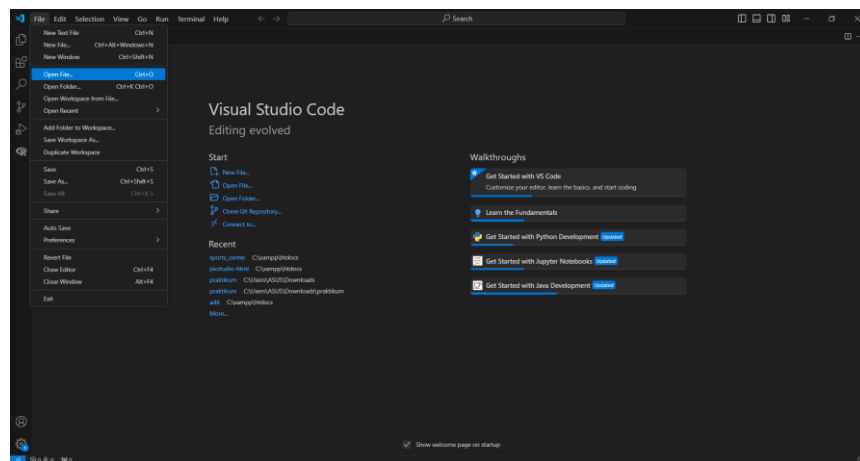 File Edit Selection View Go Run Terminal Help
Search
New Text File Ctrl+N
New File... Ctrl+Alt+Windows+N
New Window Ctrl+Shift+N
Open File... Ctrl+O
Open Folder... Ctrl+K Ctrl+O
Open Workspace from File...
Open Recent
Add Folder to Workspace...
Save Workspace As...
Duplicate Workspace
Save Ctrl+S
Save As... Ctrl+Shift+S
Save All Ctrl+K S
Share
Auto Save
Preferences
Revert File
Close Editor Ctrl+F4
Close Window Alt+F4
Exit
Visual Studio Code
Editing evolved
Start
New File...
Open File...
Open Folder...
Clone Git Repository...
Connect to...
Recent
sports_center C:\xampp\htdocs
picstudio-html C:\xampp\htdocs
praktikum C:\Users\ASUS\Downloads
praktikum C:\Users\ASUS\Downloads\praktikum
C:\xampp\htdocs
More...
Walkthroughs
Get Started with VS Code
Customize your editor, learn the basics, and start coding
Learn the Fundamentals
Get Started with Python Development Updated
Get Started with Jupyter Notebooks Updated
Get Started with Java Development Updated
Show welcome page on startup